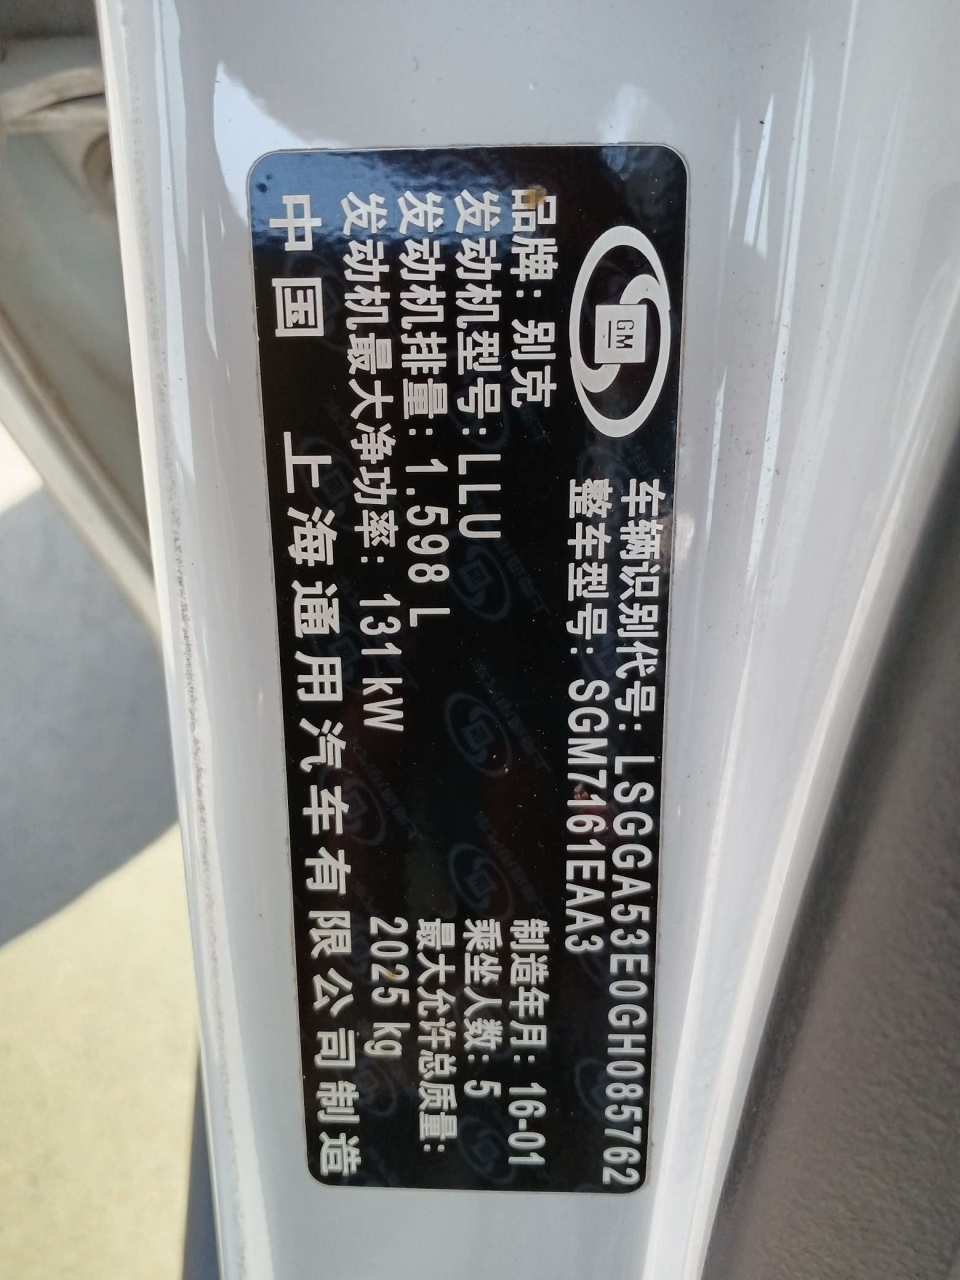 GM
车辆识别代号: LSGGA53E0GH085762
整车型号: SGM7161EAA3
品牌: 别克
制造年月: 16-01
发动机型号: LLU
乘坐人数: 5
发动机排量: 1.598 L
最大允许总质量:
2025 kg
发动机最大净功率: 131 kW
中国 上海通用汽车有限公司制造